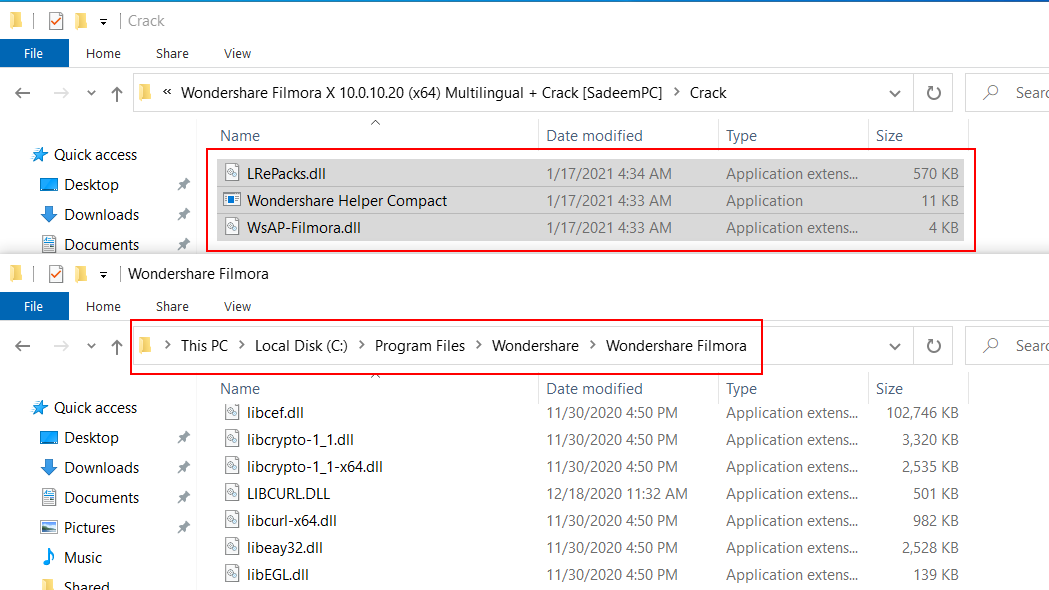 Crack
File Home Share View
« Wondershare Filmora X 10.0.10.20 (x64) Multilingual + Crack [SadeemPC] > Crack
Name Date modified Type Size
Quick access
Desktop
Downloads
Documents
LRePacks.dll 1/17/2021 4:34 AM Application extens... 570 KB
Wondershare Helper Compact 1/17/2021 4:33 AM Application 11 KB
WsAP-Filmora.dll 1/17/2021 4:33 AM Application extens... 4 KB
Wondershare Filmora
File Home Share View
> This PC > Local Disk (C:) > Program Files > Wondershare > Wondershare Filmora
Name Date modified Type Size
Quick access
Desktop
Downloads
Documents
Pictures
Music
Shared
libcef.dll 11/30/2020 4:50 PM Application extens... 102,746 KB
libcrypto-1_1.dll 11/30/2020 4:50 PM Application extens... 3,320 KB
libcrypto-1_1-x64.dll 11/30/2020 4:50 PM Application extens... 2,535 KB
LIBCURL.DLL 12/18/2020 11:32 AM Application extens... 501 KB
libcurl-x64.dll 11/30/2020 4:50 PM Application extens... 982 KB
libeay32.dll 11/30/2020 4:50 PM Application extens... 2,528 KB
libEGL.dll 11/30/2020 4:50 PM Application extens... 139 KB